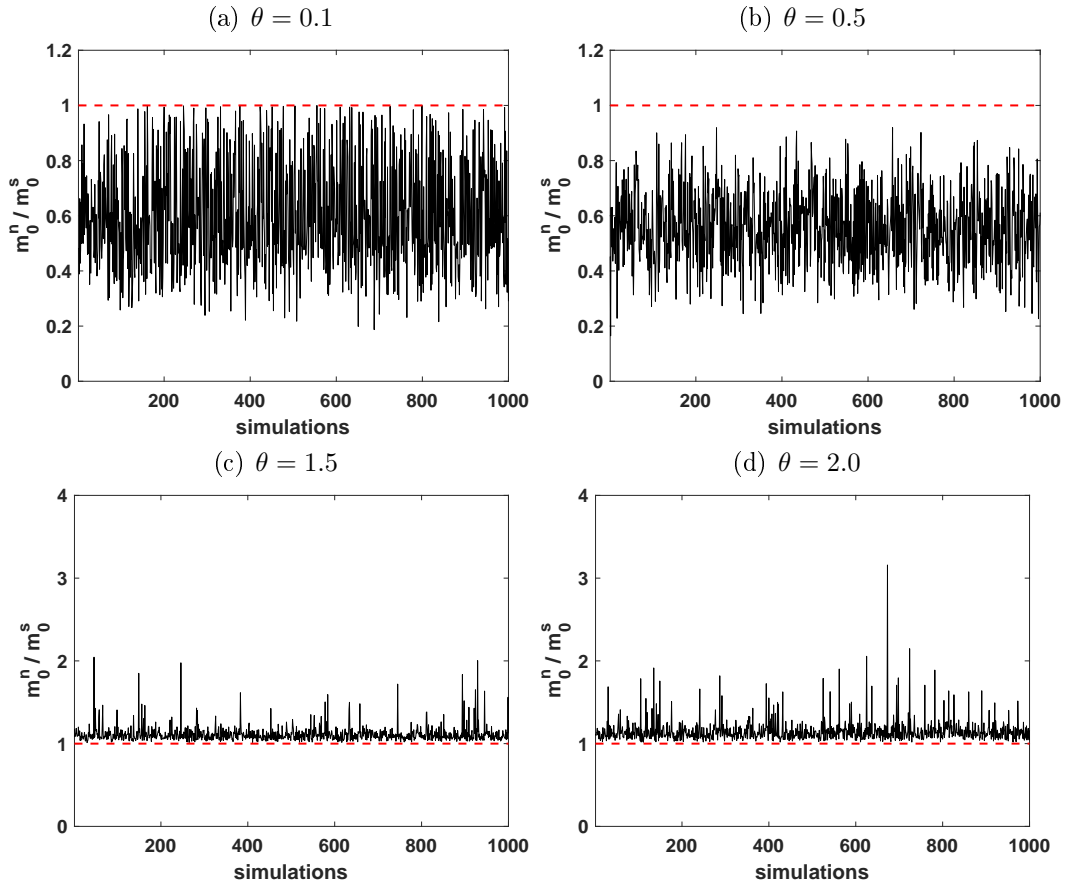 (a) θ = 0.1
1.2
1
0.8
0.6
0.4
0.2
0
m₀ⁿ / m₀ˢ
200 400 600 800 1000
simulations
(b) θ = 0.5
1.2
1
0.8
0.6
0.4
0.2
0
m₀ⁿ / m₀ˢ
200 400 600 800 1000
simulations
(c) θ = 1.5
4
3
2
1
0
m₀ⁿ / m₀ˢ
200 400 600 800 1000
simulations
(d) θ = 2.0
4
3
2
1
0
m₀ⁿ / m₀ˢ
200 400 600 800 1000
simulations